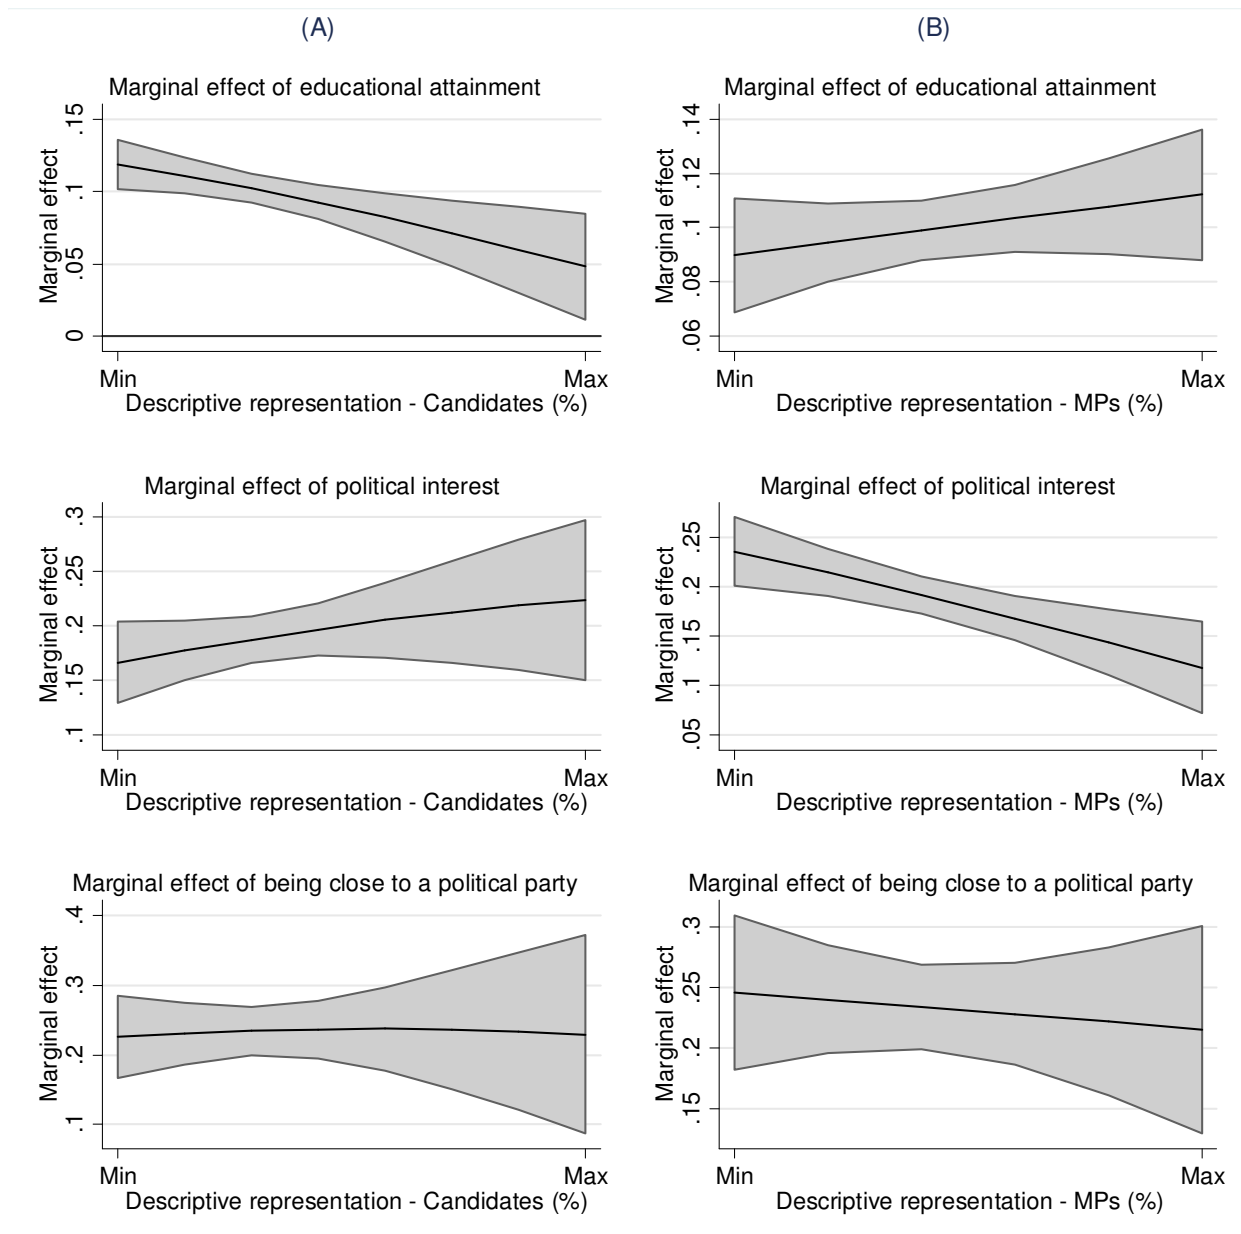 (A)
(B)
Marginal effect of educational attainment
Marginal effect
.15
.1
.05
0
Min
Max
Descriptive representation - Candidates (%)
Marginal effect of educational attainment
Marginal effect
.14
.12
.1
.08
.06
Min
Max
Descriptive representation - MPs (%)
Marginal effect of political interest
Marginal effect
.3
.25
.2
.15
.1
Min
Max
Descriptive representation - Candidates (%)
Marginal effect of political interest
Marginal effect
.25
.2
.15
.1
.05
Min
Max
Descriptive representation - MPs (%)
Marginal effect of being close to a political party
Marginal effect
.4
.3
.2
.1
Min
Max
Descriptive representation - Candidates (%)
Marginal effect of being close to a political party
Marginal effect
.3
.25
.2
.15
Min
Max
Descriptive representation - MPs (%)